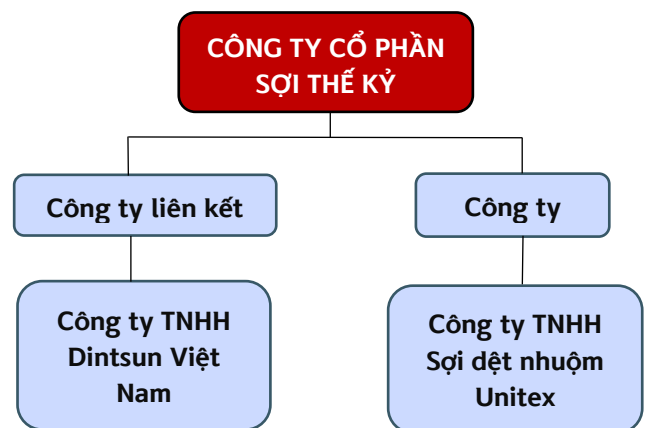 CÔNG TY CỔ PHẦN
SỢI THẾ KỶ
Công ty liên kết
Công ty
Công ty TNHH
Dintsun Việt
Nam
Công ty TNHH
Sợi dệt nhuộm
Unitex